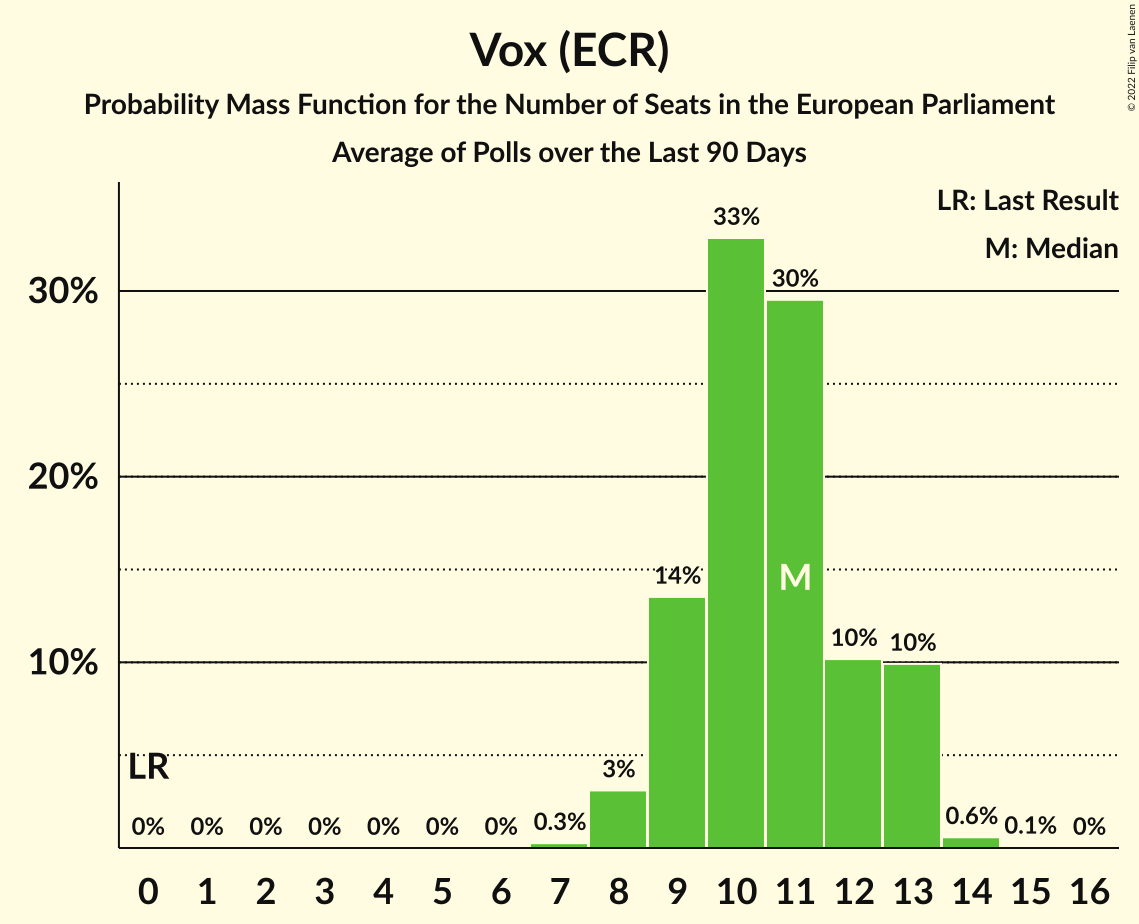 Vox (ECR)
Probability Mass Function for the Number of Seats in the European Parliament
Average of Polls over the Last 90 Days
© 2022 Filip van Laenen
LR: Last Result
M: Median
33%
30%
30%
20%
14%
M
10%
10%
10%
LR
3%
0% 0% 0% 0% 0% 0% 0% 0.3% 0.6% 0.1% 0%
0 1 2 3 4 5 6 7 8 9 10 11 12 13 14 15 16